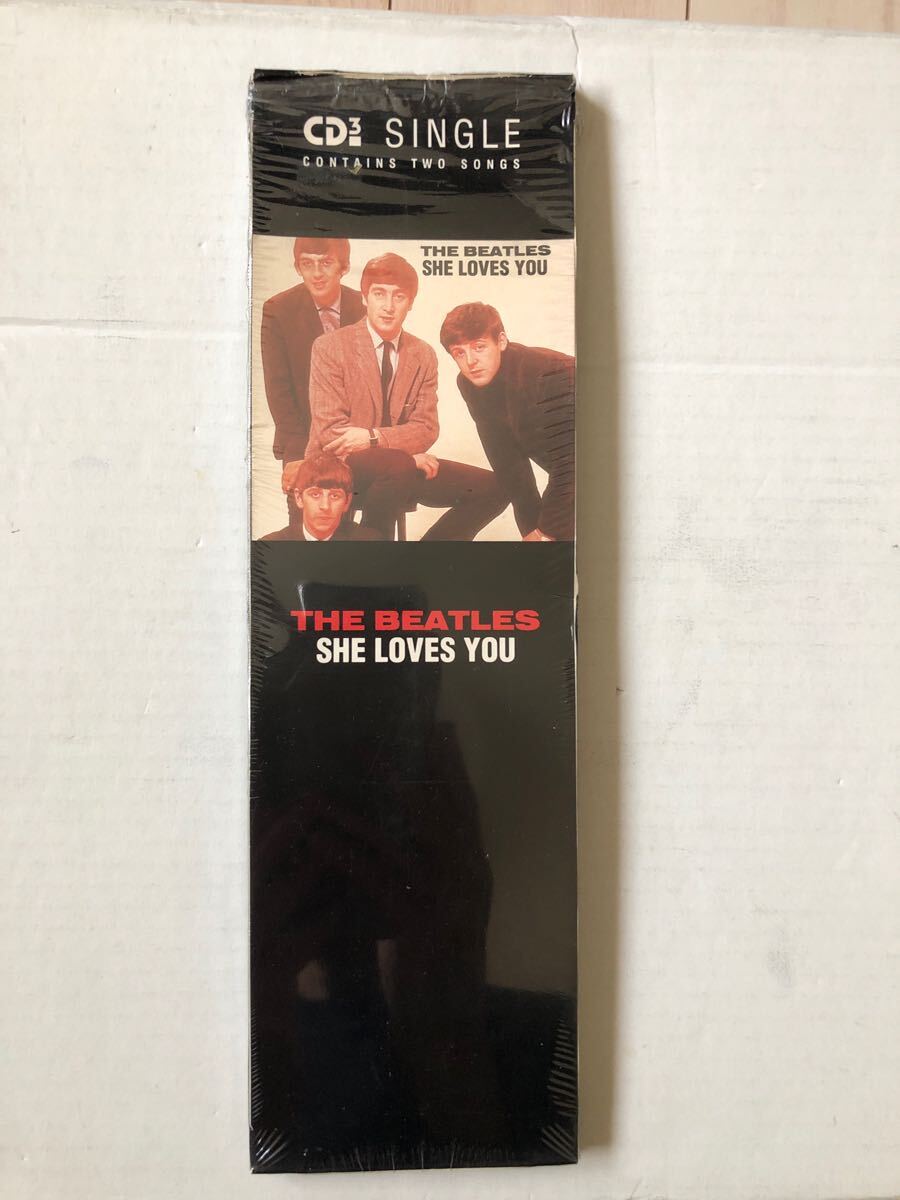 CD3 SINGLE
CONTAINS TWO SONGS
THE BEATLES
SHE LOVES YOU
THE BEATLES
SHE LOVES YOU